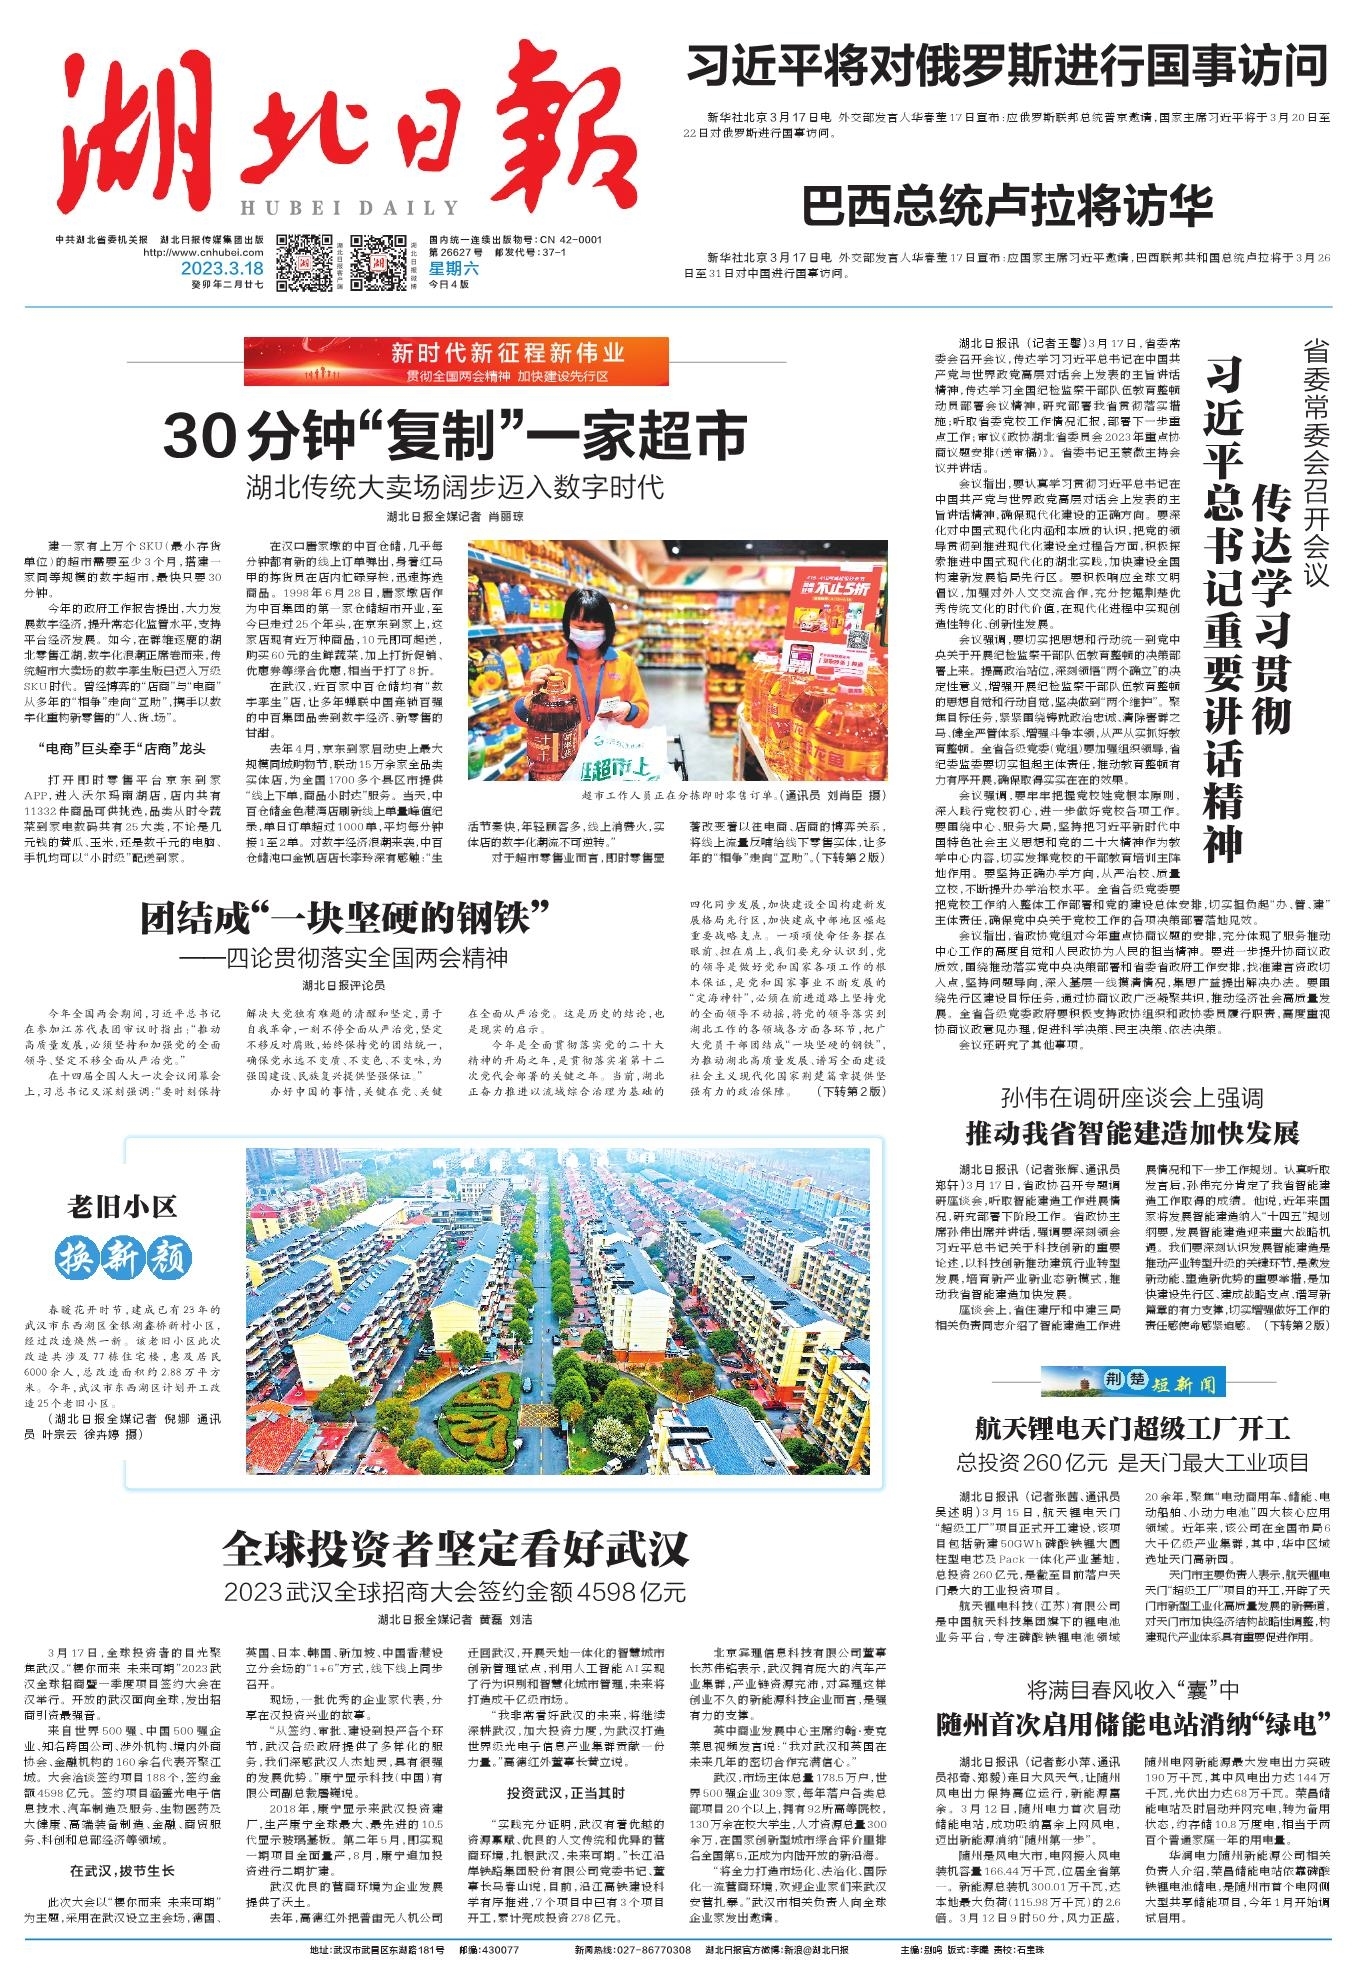 湖北日報
HUBEI DAILY
中共湖北省委机关报 湖北日报传媒集团出版
http://www.cnhubei.com
2023.3.18
癸卯年二月廿七
湖北日报客户端
湖北日报微博
国内统一连续出版物号:CN 42-0001
第26627号 邮发代号:37-1
星期六
今日4版
习近平将对俄罗斯进行国事访问
新华社北京3月17日电 外交部发言人华春莹17日宣布:应俄罗斯联邦总统普京邀请,国家主席习近平将于3月20日至
22日对俄罗斯进行国事访问。
巴西总统卢拉将访华
新华社北京3月17日电 外交部发言人华春莹17日宣布:应国家主席习近平邀请,巴西联邦共和国总统卢拉将于3月26
日至31日对中国进行国事访问。
新时代新征程新伟业
贯彻全国两会精神 加快建设先行区
30分钟“复制”一家超市
湖北传统大卖场阔步迈入数字时代
湖北日报全媒记者 肖丽琼
建一家有上万个SKU(最小存货
单位)的超市需要至少3个月,搭建一
家同等规模的数字超市,最快只要30
分钟。
今年的政府工作报告提出,大力发
展数字经济,提升常态化监管水平,支持
平台经济发展。如今,在群雄逐鹿的湖
北零售江湖,数字化浪潮正席卷而来,传
统超市大卖场的数字孪生版已迈入万级
SKU时代。曾经博弈的“店商”与“电商”
从多年的“相争”走向“互助”,携手以数
字化重构新零售的“人、货、场”。
“电商”巨头牵手“店商”龙头
打开即时零售平台京东到家
APP,进入沃尔玛南湖店,店内共有
11332件商品可供挑选,品类从时令蔬
菜到家电数码共有25大类,不论是几
元钱的黄瓜、玉米,还是数千元的电脑、
手机均可以“小时级”配送到家。
在汉口唐家墩的中百仓储,几乎每
分钟都有新的线上订单弹出,身着红马
甲的拣货员在店内忙碌穿梭,迅速拣选
商品。1998年6月28日,唐家墩店作
为中百集团的第一家仓储超市开业,至
今已走过25个年头,在京东到家上,这
家店现有近万种商品,10元即可起送,
购买60元的生鲜蔬菜,加上打折促销、
优惠券等综合优惠,相当于打了8折。
在武汉,近百家中百仓储均有“数
字孪生”店,让多年蝉联中国连锁百强
的中百集团品尝到数字经济、新零售的
甘甜。
去年4月,京东到家启动史上最大
规模同城购物节,联动15万余家全品类
实体店,为全国1700多个县区市提供
“线上下单,商品小时达”服务。当天,中
百仓储金色港湾店刷新线上单量峰值纪
录,单日订单超过1000单,平均每分钟
接1至2单。对数字经济浪潮来袭,中百
仓储沌口金凯店店长李玲深有感触:“生
超市工作人员正在分拣即时零售订单。(通讯员 刘肖臣 摄)
活节奏快,年轻顾客多,线上消费火,实
体店的数字化潮流不可逆转。”
对于超市零售业而言,即时零售显
著改变着以往电商、店商的博弈关系,
将线上流量反哺给线下零售实体,让多
年的“相争”走向“互助”。(下转第2版)
团结成“一块坚硬的钢铁”
——四论贯彻落实全国两会精神
湖北日报评论员
今年全国两会期间,习近平总书记
在参加江苏代表团审议时指出:“推动
高质量发展,必须坚持和加强党的全面
领导、坚定不移全面从严治党。”
在十四届全国人大一次会议闭幕会
上,习总书记又深刻强调:“要时刻保持
解决大党独有难题的清醒和坚定,勇于
自我革命,一刻不停全面从严治党,坚定
不移反对腐败,始终保持党的团结统一,
确保党永远不变质、不变色、不变味,为
强国建设、民族复兴提供坚强保证。”
办好中国的事情,关键在党、关键
在全面从严治党。这是历史的结论,也
是现实的启示。
今年是全面贯彻落实党的二十大
精神的开局之年,是贯彻落实省第十二
次党代会部署的关键之年。当前,湖北
正奋力推进以流域综合治理为基础的
四化同步发展,加快建设全国构建新发
展格局先行区,加快建成中部地区崛起
重要战略支点。一项项使命任务摆在
眼前、担在肩上,我们要充分认识到,党
的领导是做好党和国家各项工作的根
本保证,是党和国家事业不断发展的
“定海神针”,必须在前进道路上坚持党
的全面领导不动摇,将党的领导落实到
湖北工作的各领域各方面各环节,把广
大党员干部团结成“一块坚硬的钢铁”,
为推动湖北高质量发展、谱写全面建设
社会主义现代化国家荆楚篇章提供坚
强有力的政治保障。 (下转第2版)
老旧小区
换新颜
春暖花开时节,建成已有23年的
武汉市东西湖区金银湖鑫桥新村小区,
经过改造焕然一新。该老旧小区此次
改造共涉及77栋住宅楼,惠及居民
6000余人,总改造面积约2.88万平方
米。今年,武汉市东西湖区计划开工改
造25个老旧小区。
(湖北日报全媒记者 倪娜 通讯
员 叶宗云 徐卉婷 摄)
全球投资者坚定看好武汉
2023武汉全球招商大会签约金额4598亿元
湖北日报全媒记者 黄磊 刘洁
3月17日,全球投资者的目光聚
焦武汉。“樱你而来 未来可期”2023武
汉全球招商暨一季度项目签约大会在
汉举行。开放的武汉面向全球,发出招
商引资最强音。
来自世界500强、中国500强企
业、知名跨国公司、涉外机构、境内外商
协会、金融机构的160余名代表齐聚江
城。大会洽谈签约项目188个,签约金
额4598亿元。签约项目涵盖光电子信
息技术、汽车制造及服务、生物医药及
大健康、高端装备制造、金融、商贸服
务、科创和总部经济等领域。
在武汉,拔节生长
此次大会以“樱你而来 未来可期”
为主题,采用在武汉设立主会场,德国、
英国、日本、韩国、新加坡、中国香港设
立分会场的“1+6”方式,线下线上同步
召开。
现场,一批优秀的企业家代表,分
享在汉投资兴业的故事。
“从签约、审批、建设到投产各个环
节,武汉各级政府提供了多样化的服
务,我们深感武汉人杰地灵,具有很强
的发展优势。”康宁显示科技(中国)有
限公司副总裁屠巍说。
2018年,康宁显示来武汉投资建
厂,生产康宁全球最大、最先进的10.5
代显示玻璃基板。第二年5月,即实现
一期项目全面量产,8月,康宁追加投
资进行二期扩建。
武汉优良的营商环境为企业发展
提供了沃土。
去年,高德红外把普宙无人机公司
迁回武汉,开展天地一体化的智慧城市
创新管理试点,利用人工智能AI实现
了行为识别和智慧化城市管理,未来将
打造成千亿级市场。
“我非常看好武汉的未来,将继续
深耕武汉,加大投资力度,为武汉打造
世界级光电子信息产业集群贡献一份
力量。”高德红外董事长黄立说。
投资武汉,正当其时
“实践充分证明,武汉有着优越的
资源禀赋、优良的人文传统和优异的营
商环境,扎根武汉,未来可期。”长江沿
岸铁路集团股份有限公司党委书记、董
事长马春山说,目前,沿江高铁建设科
学有序推进,7个项目中已有3个项目
开工,累计完成投资278亿元。
北京宾理信息科技有限公司董事
长苏伟铭表示,武汉拥有庞大的汽车产
业集群,产业链资源充沛,对宾理这样
创业不久的新能源科技企业而言,是强
有力的支撑。
英中商业发展中心主席约翰·麦克
莱思视频发言说:“我对武汉和英国在
未来几年的密切合作充满信心。”
武汉,市场主体总量178.5万户,世
界500强企业309家,每年落户各类总
部项目20个以上,拥有92所高等院校,
130万余在校大学生,人才资源总量300
余万,在国家创新型城市综合评价里排
名全国第5,正成为内陆开放的新沿海。
“将全力打造市场化、法治化、国际
化一流营商环境,欢迎企业家们来武汉
安营扎寨。”武汉市相关负责人向全球
企业家发出邀请。
省委常委会召开会议
传达学习贯彻
习近平总书记重要讲话精神
湖北日报讯(记者王馨)3月17日,省委常
委会召开会议,传达学习习近平总书记在中国共
产党与世界政党高层对话会上发表的主旨讲话
精神,传达学习全国纪检监察干部队伍教育整顿
动员部署会议精神,研究部署我省贯彻落实措
施;听取省委党校工作情况汇报,部署下一步重
点工作;审议《政协湖北省委员会2023年重点协
商议题安排(送审稿)》。省委书记王蒙徽主持会
议并讲话。
会议指出,要认真学习贯彻习近平总书记在
中国共产党与世界政党高层对话会上发表的主
旨讲话精神,确保现代化建设的正确方向。要深
化对中国式现代化内涵和本质的认识,把党的领
导贯彻到推进现代化建设全过程各方面,积极探
索推进中国式现代化的湖北实践,加快建设全国
构建新发展格局先行区。要积极响应全球文明
倡议,加强对外人文交流合作,充分挖掘荆楚优
秀传统文化的时代价值,在现代化进程中实现创
造性转化、创新性发展。
会议强调,要切实把思想和行动统一到党中
央关于开展纪检监察干部队伍教育整顿的决策部
署上来。提高政治站位,深刻领悟“两个确立”的决
定性意义,增强开展纪检监察干部队伍教育整顿
的思想自觉和行动自觉,坚决做到“两个维护”。聚
焦目标任务,紧紧围绕铸就政治忠诚、清除害群之
马、健全严管体系、增强斗争本领,从严从实抓好教
育整顿。全省各级党委(党组)要加强组织领导,省
纪委监委要切实担起主体责任,推动教育整顿有
力有序开展,确保取得实实在在的效果。
会议强调,要牢牢把握党校姓党根本原则,
深入践行党校初心,进一步做好党校各项工作。
要围绕中心、服务大局,坚持把习近平新时代中
国特色社会主义思想和党的二十大精神作为教
学中心内容,切实发挥党校的干部教育培训主阵
地作用。要坚持正确办学方向,从严治校、质量
立校,不断提升办学治校水平。全省各级党委要
把党校工作纳入整体工作部署和党的建设总体安排,切实担负起“办、管、建”
主体责任,确保党中央关于党校工作的各项决策部署落地见效。
会议指出,省政协党组对今年重点协商议题的安排,充分体现了服务推动
中心工作的高度自觉和人民政协为人民的担当精神。要进一步提升协商议政
质效,围绕推动落实党中央决策部署和省委省政府工作安排,找准建言资政切
入点,坚持问题导向,深入基层一线摸清情况,集思广益提出解决办法。要围
绕先行区建设目标任务,通过协商议政广泛凝聚共识,推动经济社会高质量发
展。全省各级党委政府要积极支持政协组织和政协委员履行职责,高度重视
协商议政意见办理,促进科学决策、民主决策、依法决策。
会议还研究了其他事项。
孙伟在调研座谈会上强调
推动我省智能建造加快发展
湖北日报讯(记者张辉、通讯员
郑轩)3月17日,省政协召开专题调
研座谈会,听取智能建造工作进展情
况,研究部署下阶段工作。省政协主
席孙伟出席并讲话,强调要深刻领会
习近平总书记关于科技创新的重要
论述,以科技创新推动建筑行业转型
发展,培育新产业新业态新模式,推
动我省智能建造加快发展。
座谈会上,省住建厅和中建三局
相关负责同志介绍了智能建造工作进
展情况和下一步工作规划。认真听取
发言后,孙伟充分肯定了我省智能建
造工作取得的成绩。他说,近年来国
家将发展智能建造纳入“十四五”规划
纲要,发展智能建造迎来重大战略机
遇。我们要深刻认识发展智能建造是
推动产业转型升级的关键环节,是激发
新动能、塑造新优势的重要举措,是加
快建设先行区、建成战略支点、谱写新
篇章的有力支撑,切实增强做好工作的
责任感使命感紧迫感。(下转第2版)
荆楚短新闻
航天锂电天门超级工厂开工
总投资260亿元 是天门最大工业项目
湖北日报讯(记者张茜、通讯员
吴述明)3月15日,航天锂电天门
“超级工厂”项目正式开工建设,该项
目包括新建50GWh磷酸铁锂大圆
柱型电芯及Pack一体化产业基地,
总投资260亿元,是截至目前落户天
门最大的工业投资项目。
航天锂电科技(江苏)有限公司
是中国航天科技集团旗下的锂电池
业务平台,专注磷酸铁锂电池领域
20余年,聚焦“电动商用车、储能、电
动船舶、小动力电池”四大核心应用
领域。近年来,该公司在全国布局6
大千亿级产业集群,其中,华中区域
选址天门高新园。
天门市主要负责人表示,航天锂电
天门“超级工厂”项目的开工,开辟了天
门市新型工业化高质量发展的新赛道,
对天门市加快经济结构战略性调整,构
建现代产业体系具有重要促进作用。
将满目春风收入“囊”中
随州首次启用储能电站消纳“绿电”
湖北日报讯(记者彭小萍、通讯
员祁奇、郑毅)连日大风天气,让随州
风电出力保持高位运行,新能源富
余。3月12日,随州电力首次启动
储能电站,成功吸纳富余上网风电,
迈出新能源消纳“随州第一步”。
随州是风电大市,电网接入风电
装机容量166.44万千瓦,位居全省第
一。新能源总装机300.01万千瓦,达
本地最大负荷(115.98万千瓦)的2.6
倍。3月12日9时50分,风力正盛,
随州电网新能源最大发电出力突破
190万千瓦,其中风电出力达144万
千瓦,光伏出力达68万千瓦。荣昌储
能电站及时启动并网充电,转为备用
状态,约存储10.8万度电,相当于两
百个普通家庭一年的用电量。
华润电力随州新能源公司相关
负责人介绍,荣昌储能电站依靠磷酸
铁锂电池储电,是随州市首个电网侧
大型共享储能项目,今年1月开始调
试启用。
地址:武汉市武昌区东湖路181号 邮编:430077 新闻热线:027-86770308 湖北日报官方微博:新浪@湖北日报 主编:别鸣 版式:李曙 责校:石宝珠